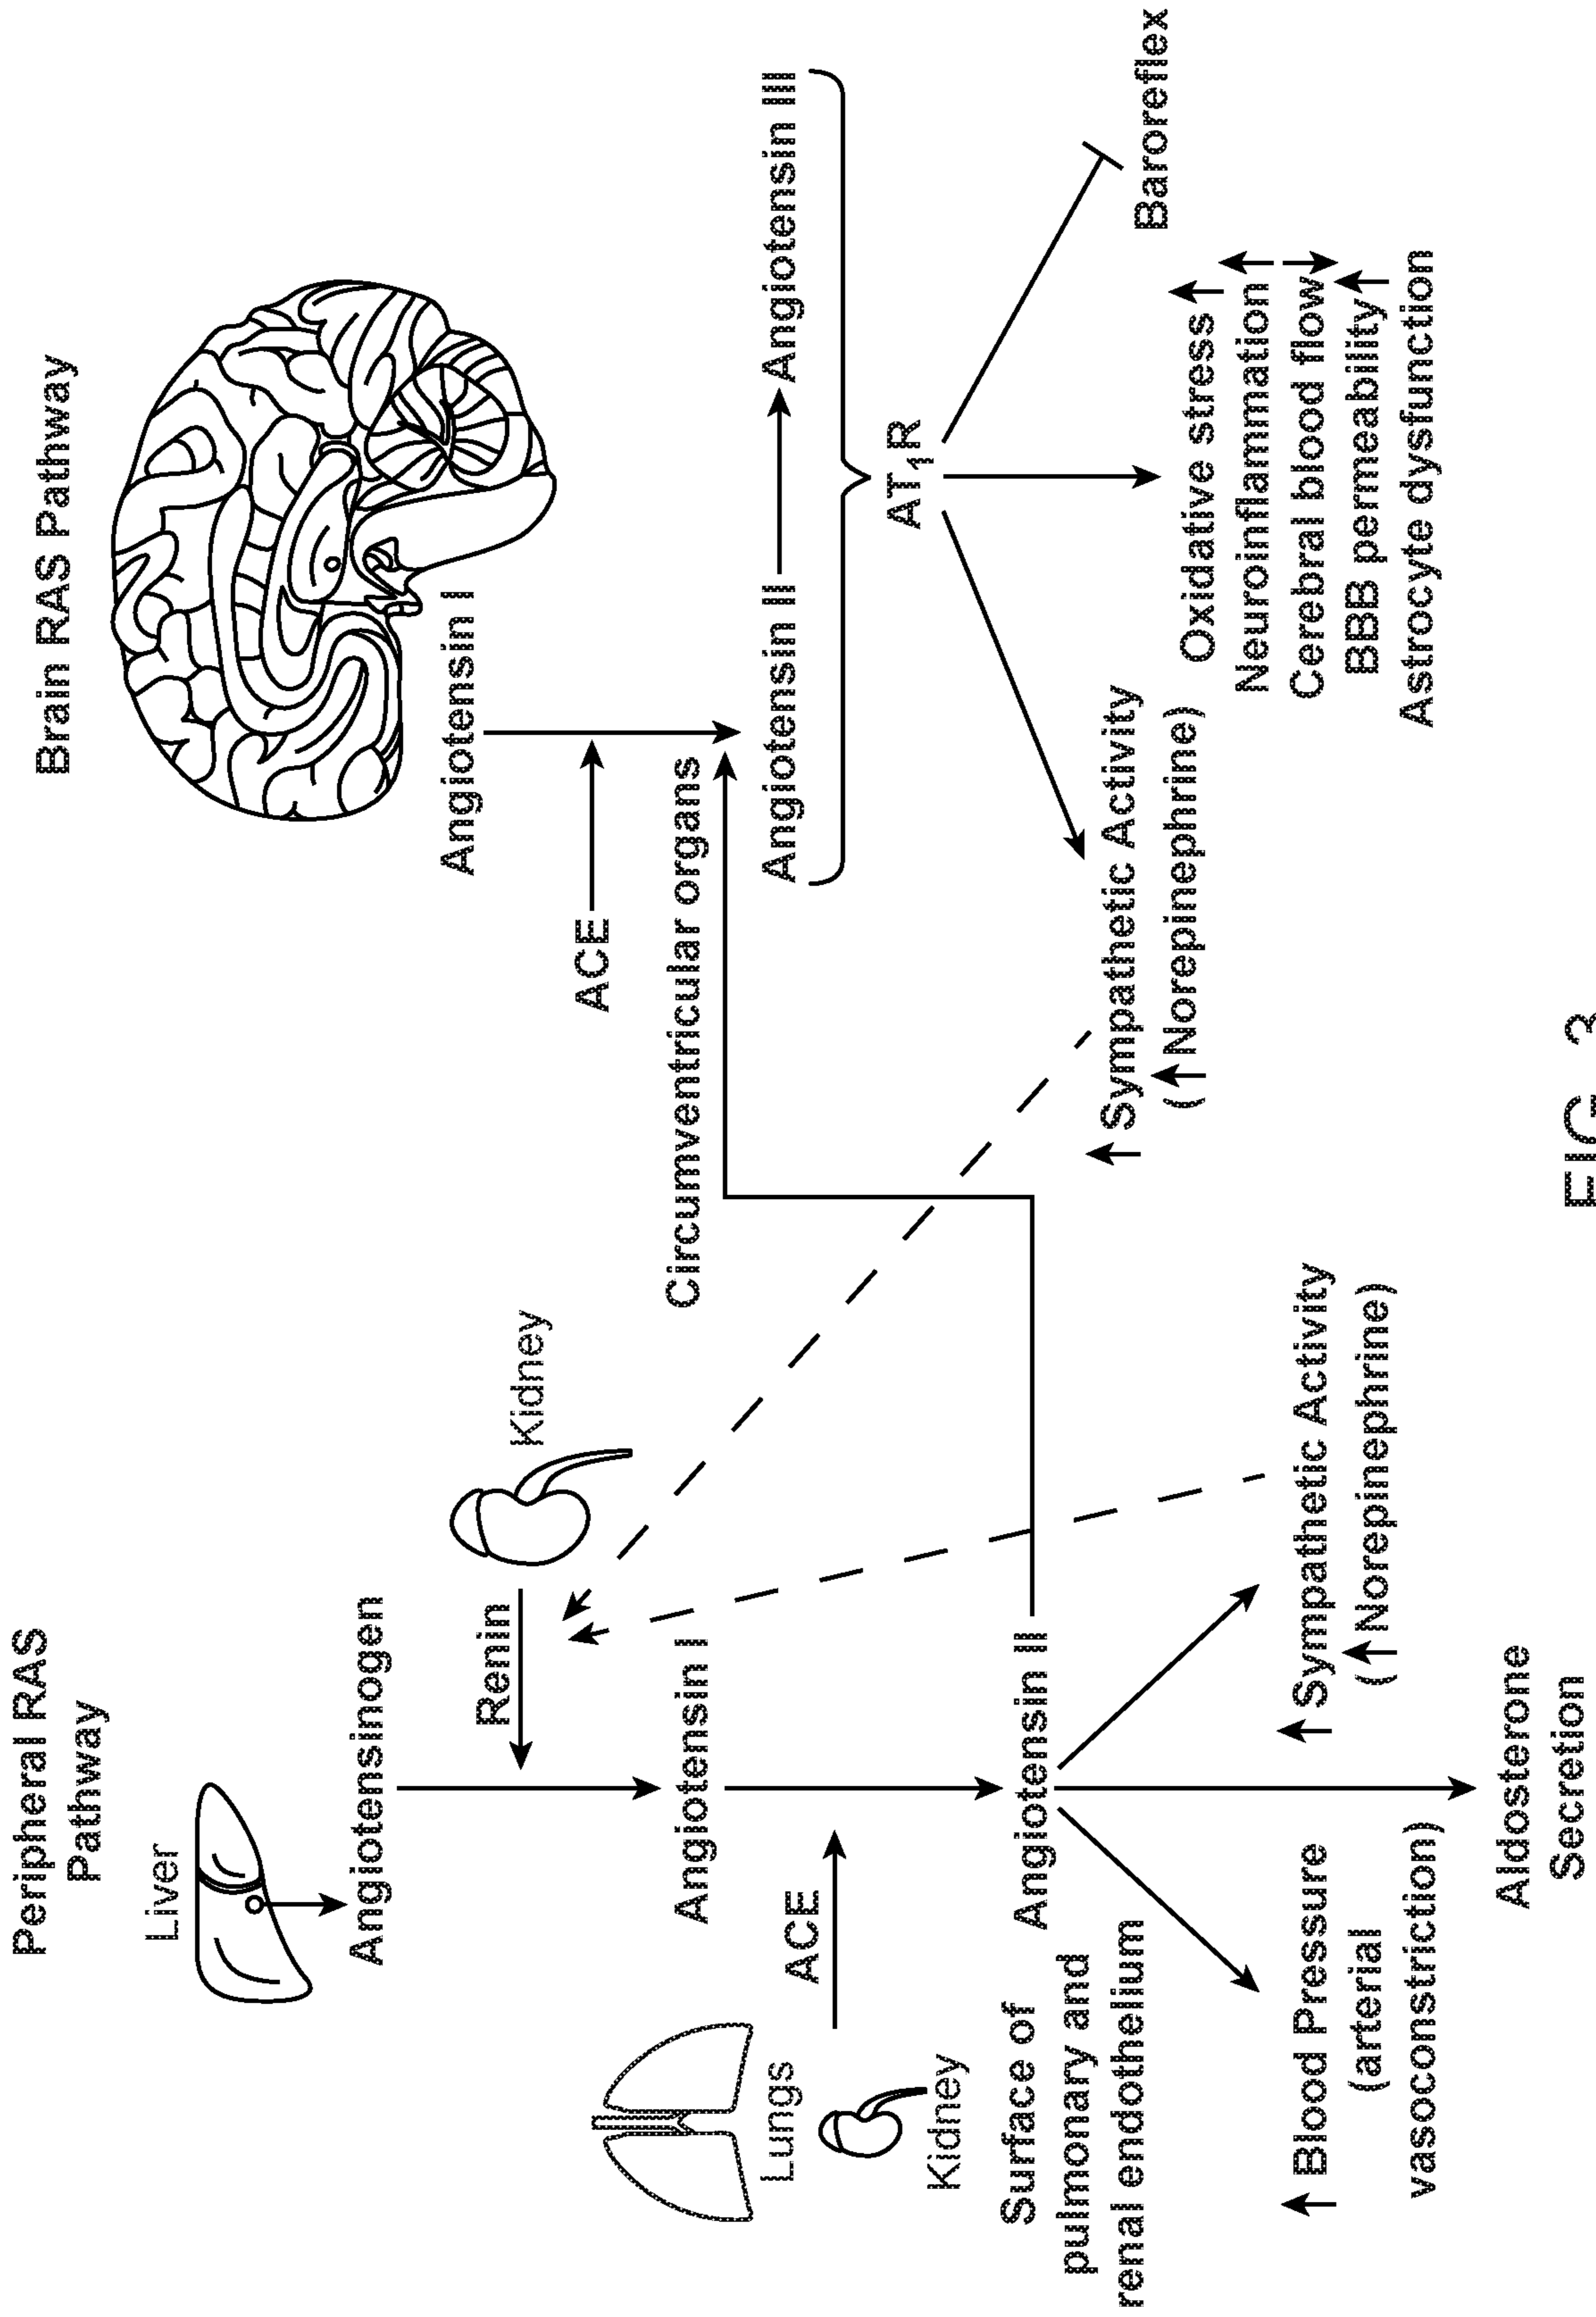 Peripheral RAS
Pathway
Liver
Angiotensinogen
Renin
Kidney
Angiotensin I
Lungs
Kidney
ACE
Surface of
pulmonary and
renal endothelium
Angiotensin II
Blood Pressure
(arterial
vasoconstriction)
Aldosterone
Secretion
Sympathetic Activity
(↑Norepinephrine)
Brain RAS Pathway
Angiotensin I
ACE
Circumventricular organs
Angiotensin II
Angiotensin III
AT1R
Sympathetic Activity
(↑Norepinephrine)
Oxidative stress
Neuroinflammation
Cerebral blood flow
BBB permeability
Astrocyte dysfunction
Baroreflex
FIG. 3